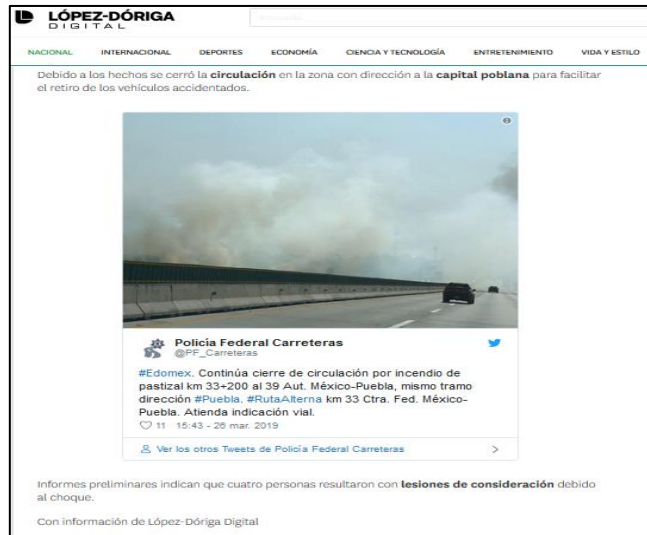 LÓPEZ-DÓRIGA
DIGITAL
NACIONAL INTERNACIONAL DEPORTES ECONOMÍA CIENCIA Y TECNOLOGÍA ENTRETENIMIENTO VIDA Y ESTILO
Debido a los hechos se cerró la circulación en la zona con dirección a la capital poblana para facilitar
el retiro de los vehículos accidentados.
Policía Federal Carreteras
@PF_Carreteras
#Edomex. Continúa cierre de circulación por incendio de
pastizal km 33+200 al 39 Aut. México-Puebla, mismo tramo
dirección #Puebla. #RutaAlterna km 33 Ctra. Fed. México-
Puebla. Atienda indicación vial.
11 15:43 - 26 mar. 2019
Ver los otros Tweets de Policía Federal Carreteras
Informes preliminares indican que cuatro personas resultaron con lesiones de consideración debido
al choque.
Con información de López-Dóriga Digital